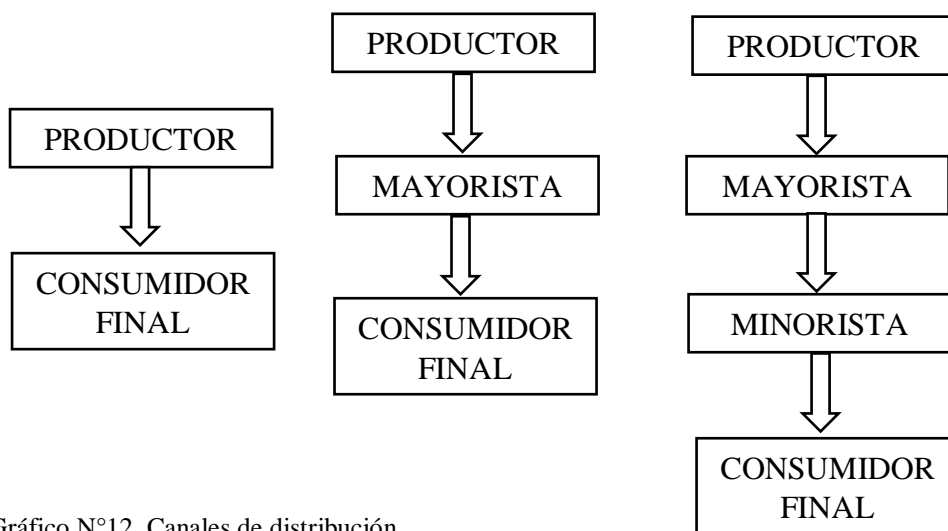 PRODUCTOR
CONSUMIDOR
FINAL
PRODUCTOR
MAYORISTA
CONSUMIDOR
FINAL
PRODUCTOR
MAYORISTA
MINORISTA
CONSUMIDOR
FINAL
Gráfico N°12. Canales de distribución